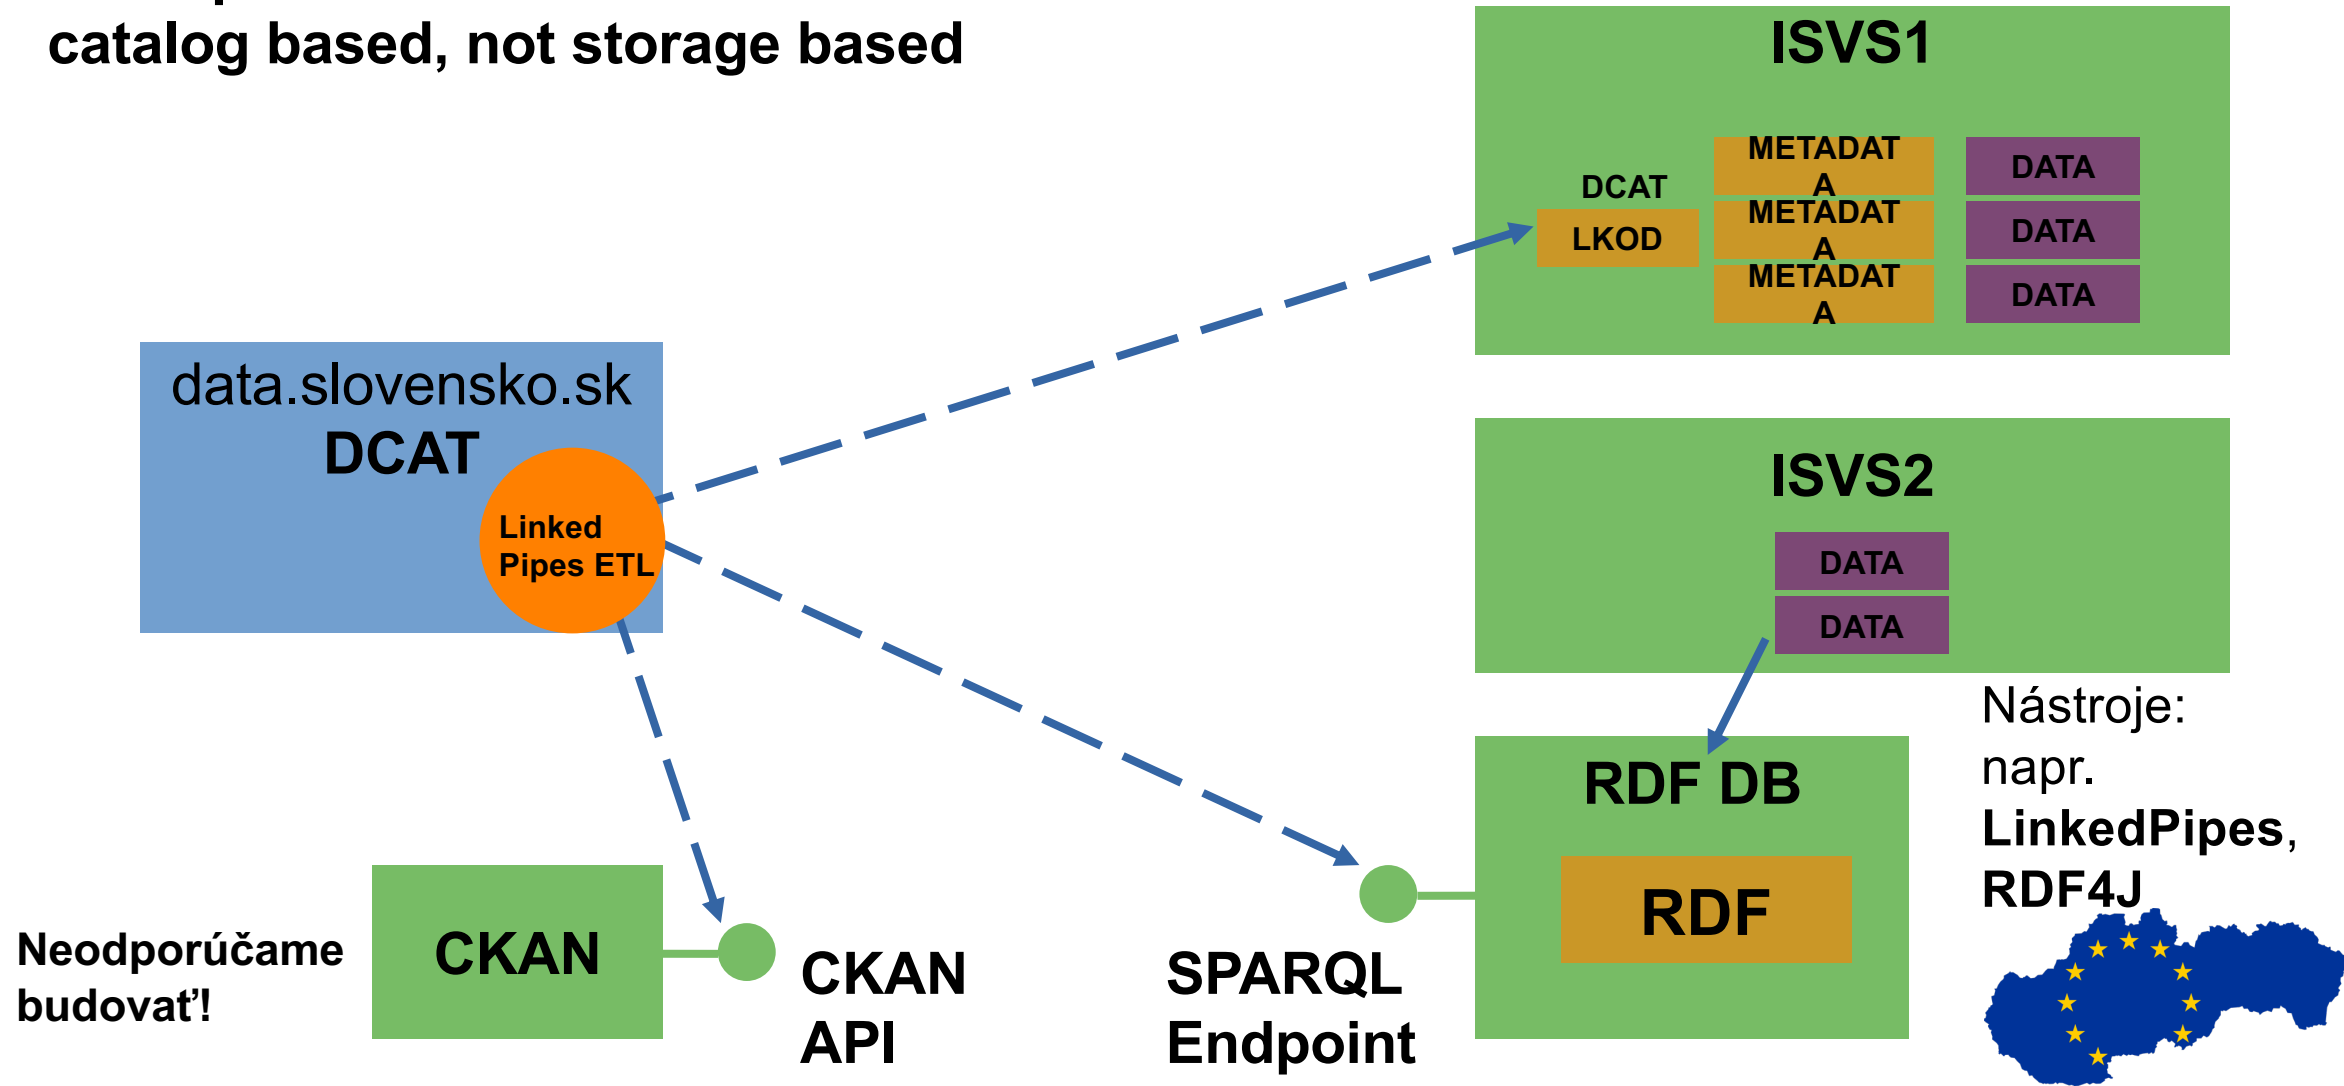 catalog based, not storage based
ISVS1
DCAT
LKOD
METADAT
A
METADAT
A
METADAT
A
DATA
DATA
DATA
data.slovensko.sk
DCAT
Linked
Pipes ETL
ISVS2
DATA
DATA
Nástroje:
napr.
LinkedPipes,
RDF4J
RDF DB
RDF
SPARQL
Endpoint
CKAN
CKAN
API
Neodporúčame
budovať!